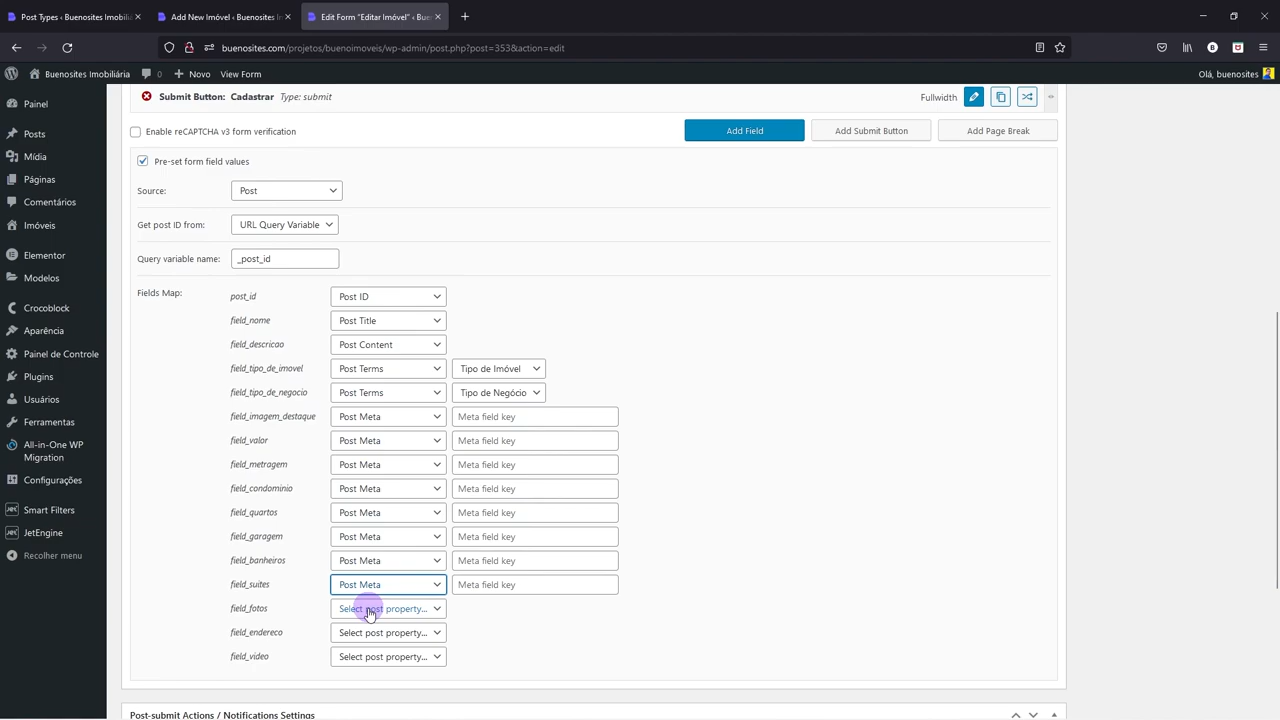 Post Types ‹ Buenosites Imobiliá
Add New Imóvel ‹ Buenosites In
Edit Form "Editar Imóvel" ‹ Bue
buenosites.com/projetos/buenoimoveis/wp-admin/post.php?post=353&action=edit
Buenosites Imobiliária
0
Novo
View Form
Olá, buenosites
Painel
Posts
Mídia
Páginas
Comentários
Imóveis
Elementor
Modelos
Crocoblock
Aparência
Painel de Controle
Plugins
Usuários
Ferramentas
All-in-One WP
Migration
Configurações
Smart Filters
JetEngine
Recolher menu
Submit Button: Cadastrar Type: submit
Fullwidth
Enable reCAPTCHA v3 form verification
Add Field
Add Submit Button
Add Page Break
Pre-set form field values
Source: Post
Get post ID from: URL Query Variable
Query variable name: _post_id
Fields Map:
post_id Post ID
field_nome Post Title
field_descricao Post Content
field_tipo_de_imovel Post Terms Tipo de Imóvel
field_tipo_de_negocio Post Terms Tipo de Negócio
field_imagem_destaque Post Meta Meta field key
field_valor Post Meta Meta field key
field_metragem Post Meta Meta field key
field_condominio Post Meta Meta field key
field_quartos Post Meta Meta field key
field_garagem Post Meta Meta field key
field_banheiros Post Meta Meta field key
field_suites Post Meta Meta field key
field_fotos Select post property...
field_endereco Select post property...
field_video Select post property...
Post-submit Actions / Notifications Settings